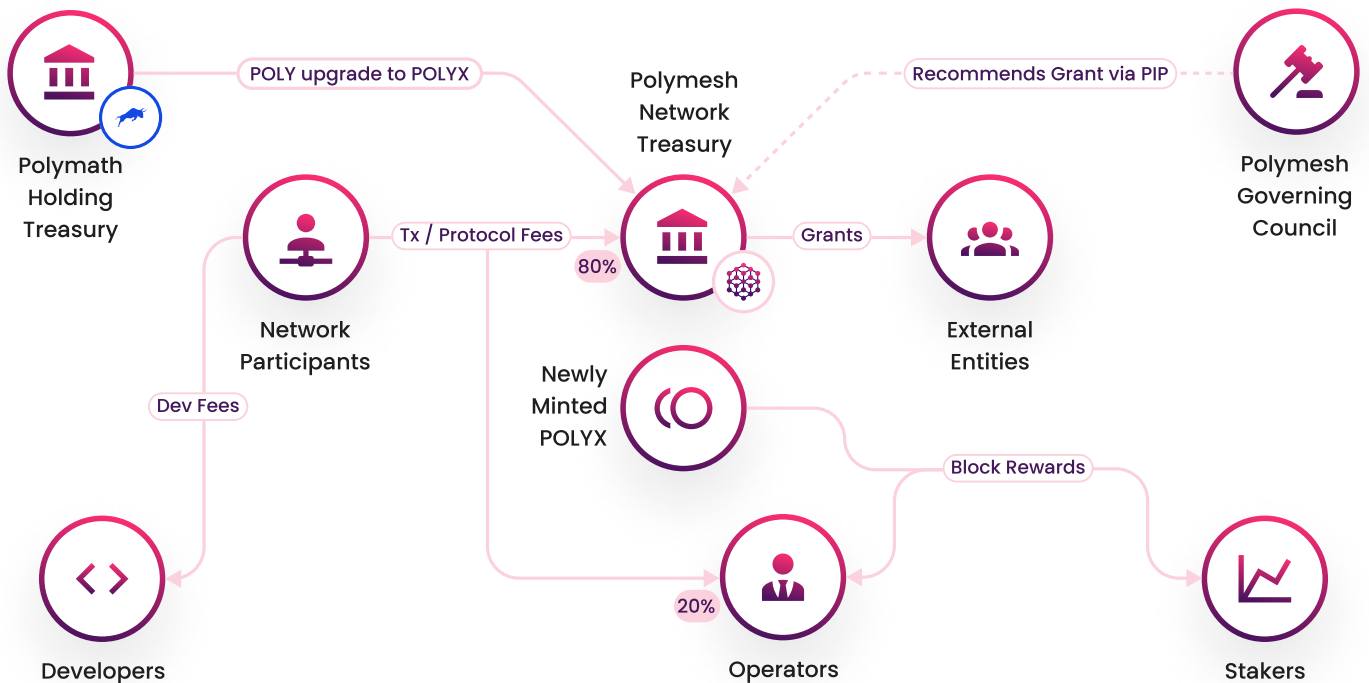 POLY upgrade to POLYX
Recommends Grant via PIP
Polymesh
Network
Treasury
Polymath
Holding
Treasury
Polymesh
Governing
Council
Tx / Protocol Fees
80%
Grants
Network
Participants
External
Entities
Newly
Minted
POLYX
Dev Fees
Block Rewards
20%
Developers
Operators
Stakers